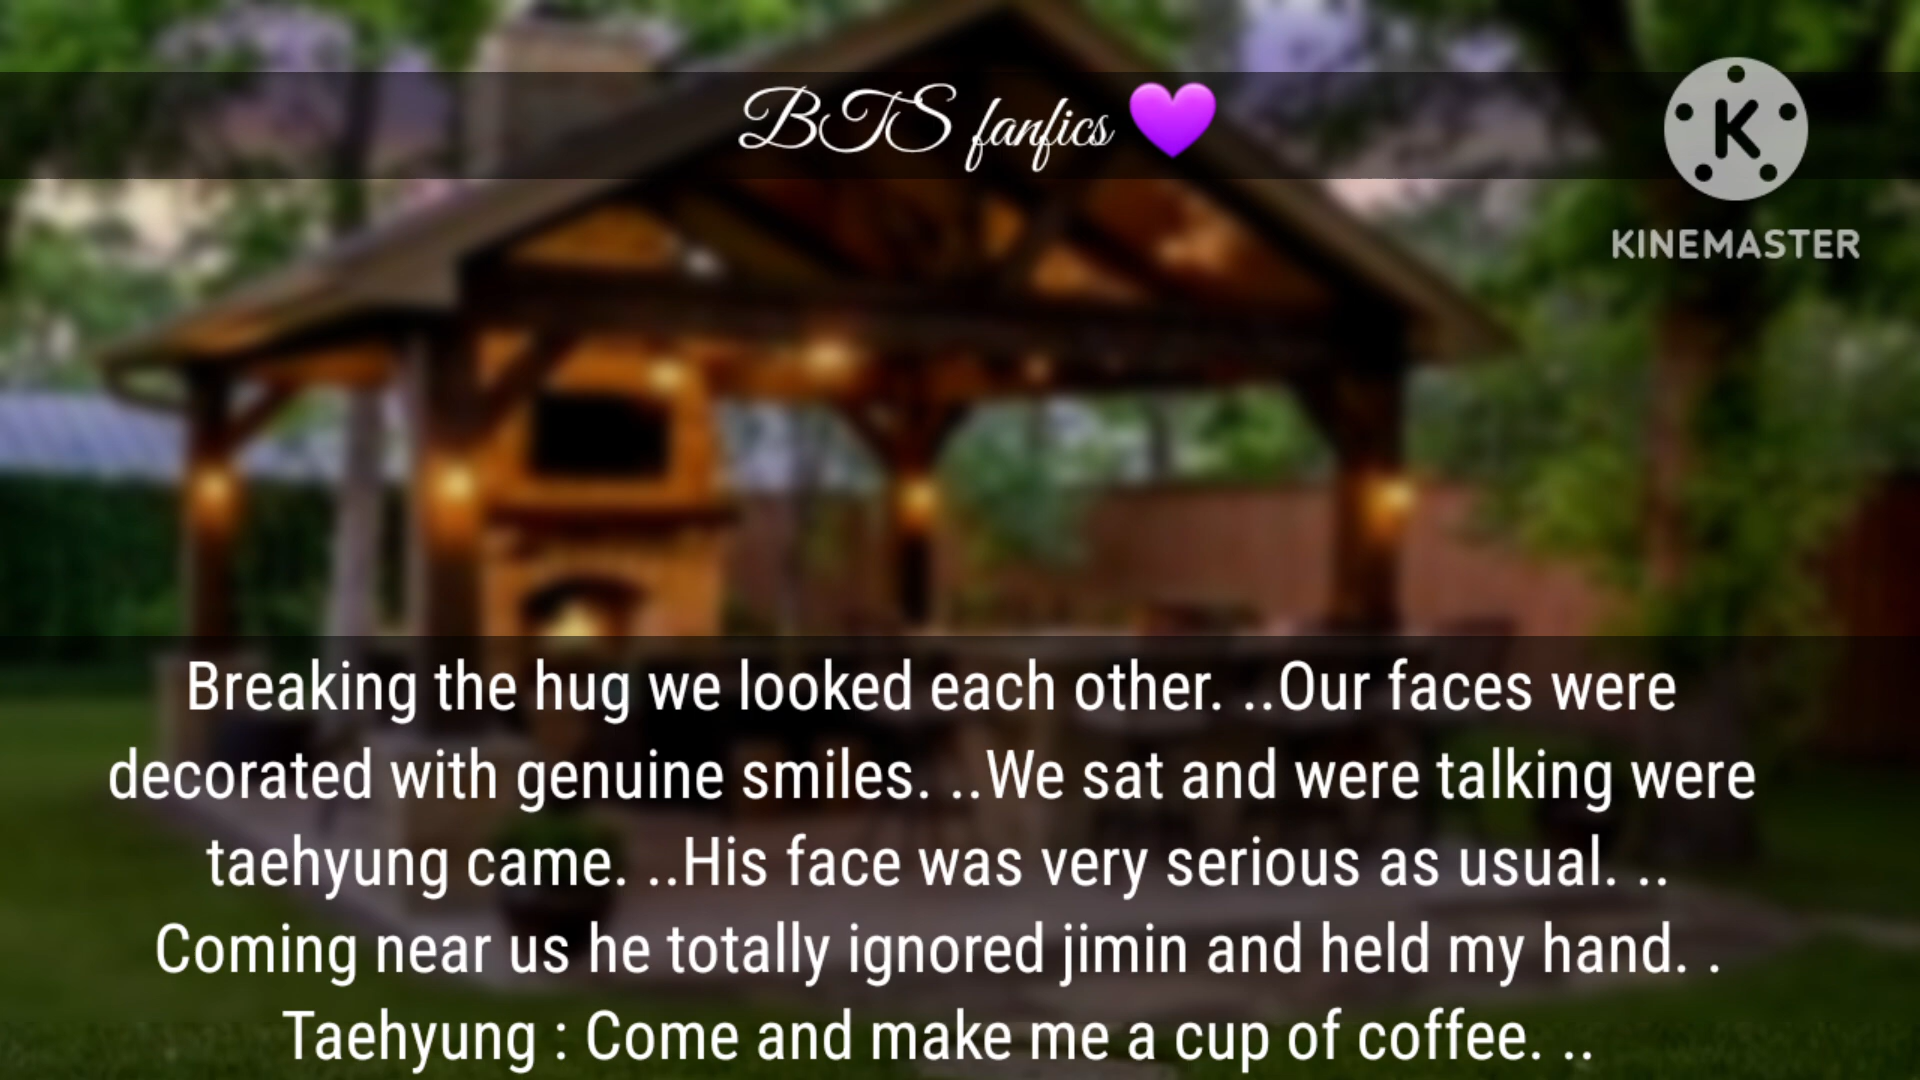 BTS fanfics 💜
K
KINEMASTER
Breaking the hug we looked each other. ..Our faces were
decorated with genuine smiles. ..We sat and were talking were
taehyung came. ..His face was very serious as usual. ..
Coming near us he totally ignored jimin and held my hand. .
Taehyung : Come and make me a cup of coffee. ..